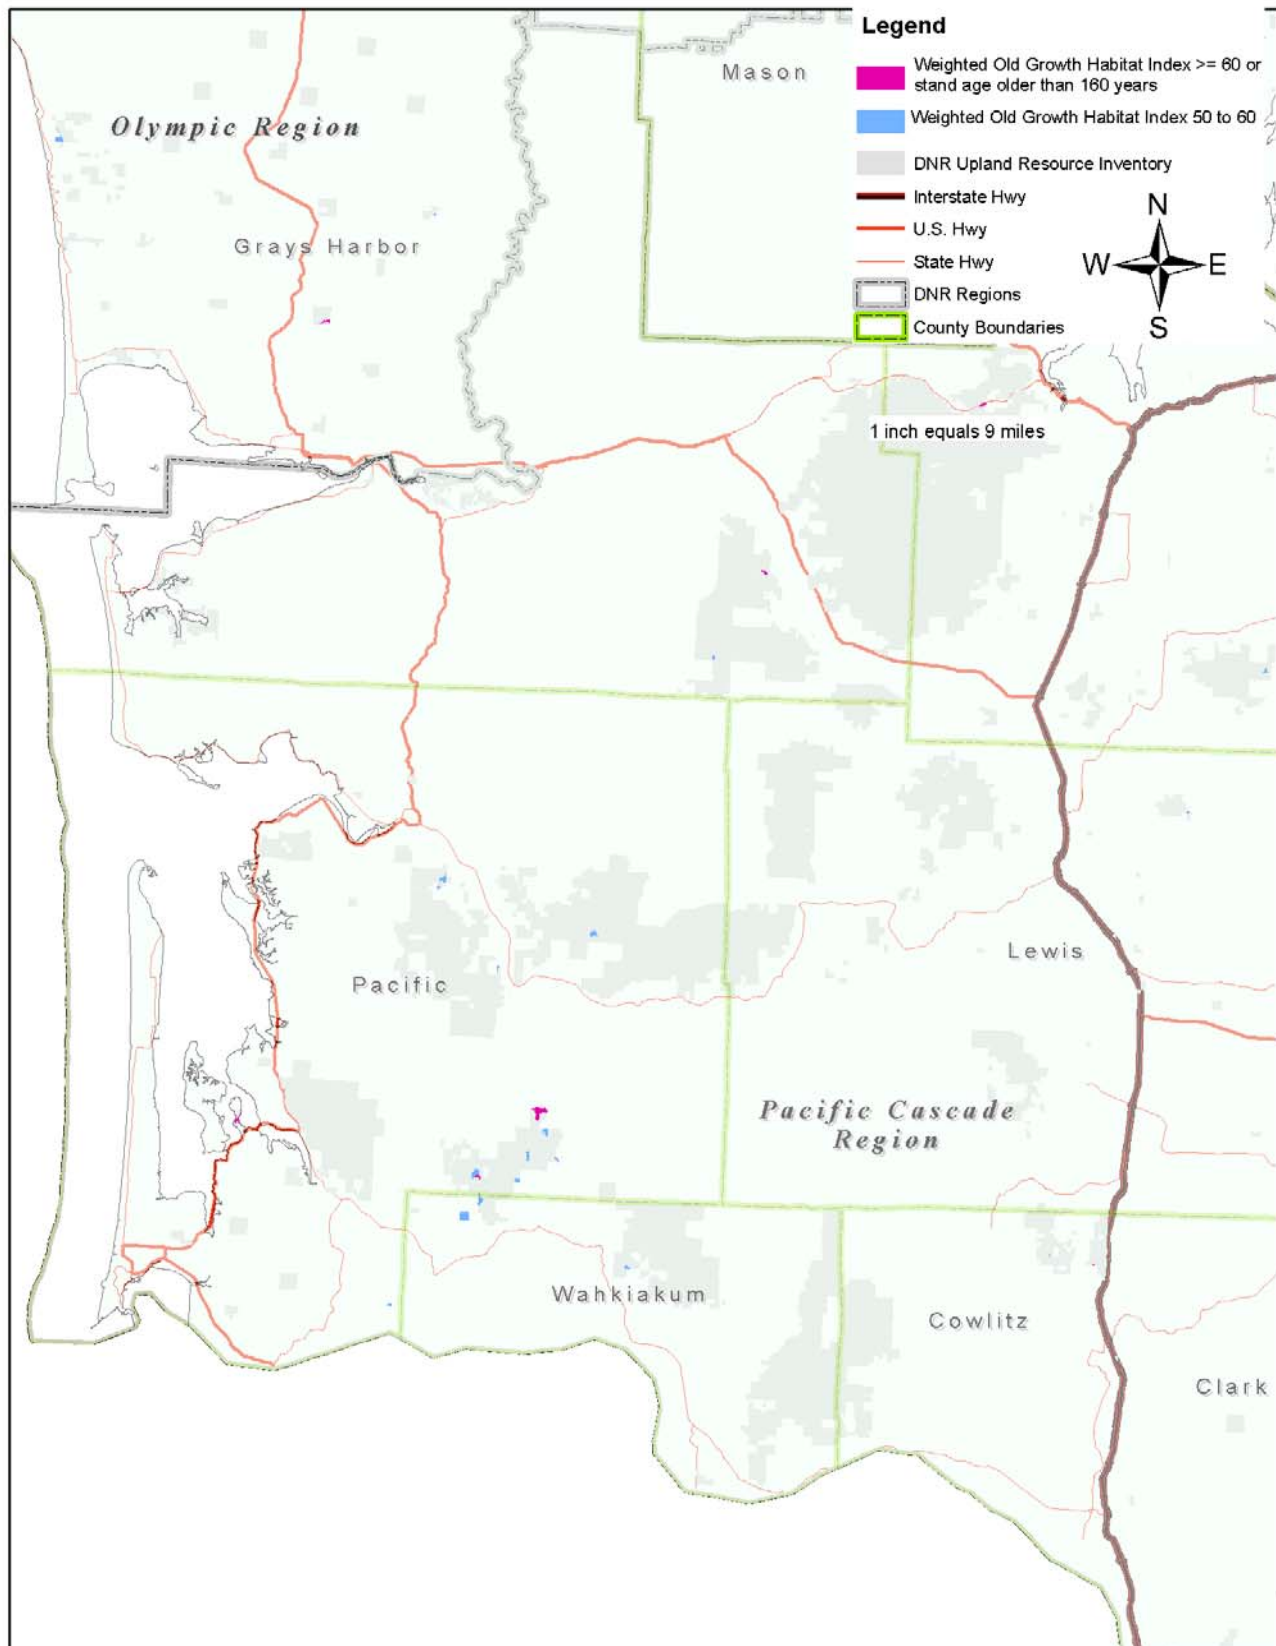 Legend
Weighted Old Growth Habitat Index >= 60 or
stand age older than 160 years
Weighted Old Growth Habitat Index 50 to 60
DNR Upland Resource Inventory
Interstate Hwy
U.S. Hwy
State Hwy
DNR Regions
County Boundaries
N
W
E
S
Mason
Olympic Region
Grays Harbor
1 inch equals 9 miles
Lewis
Pacific
Pacific Cascade
Region
Wahkiakum
Cowlitz
Clark